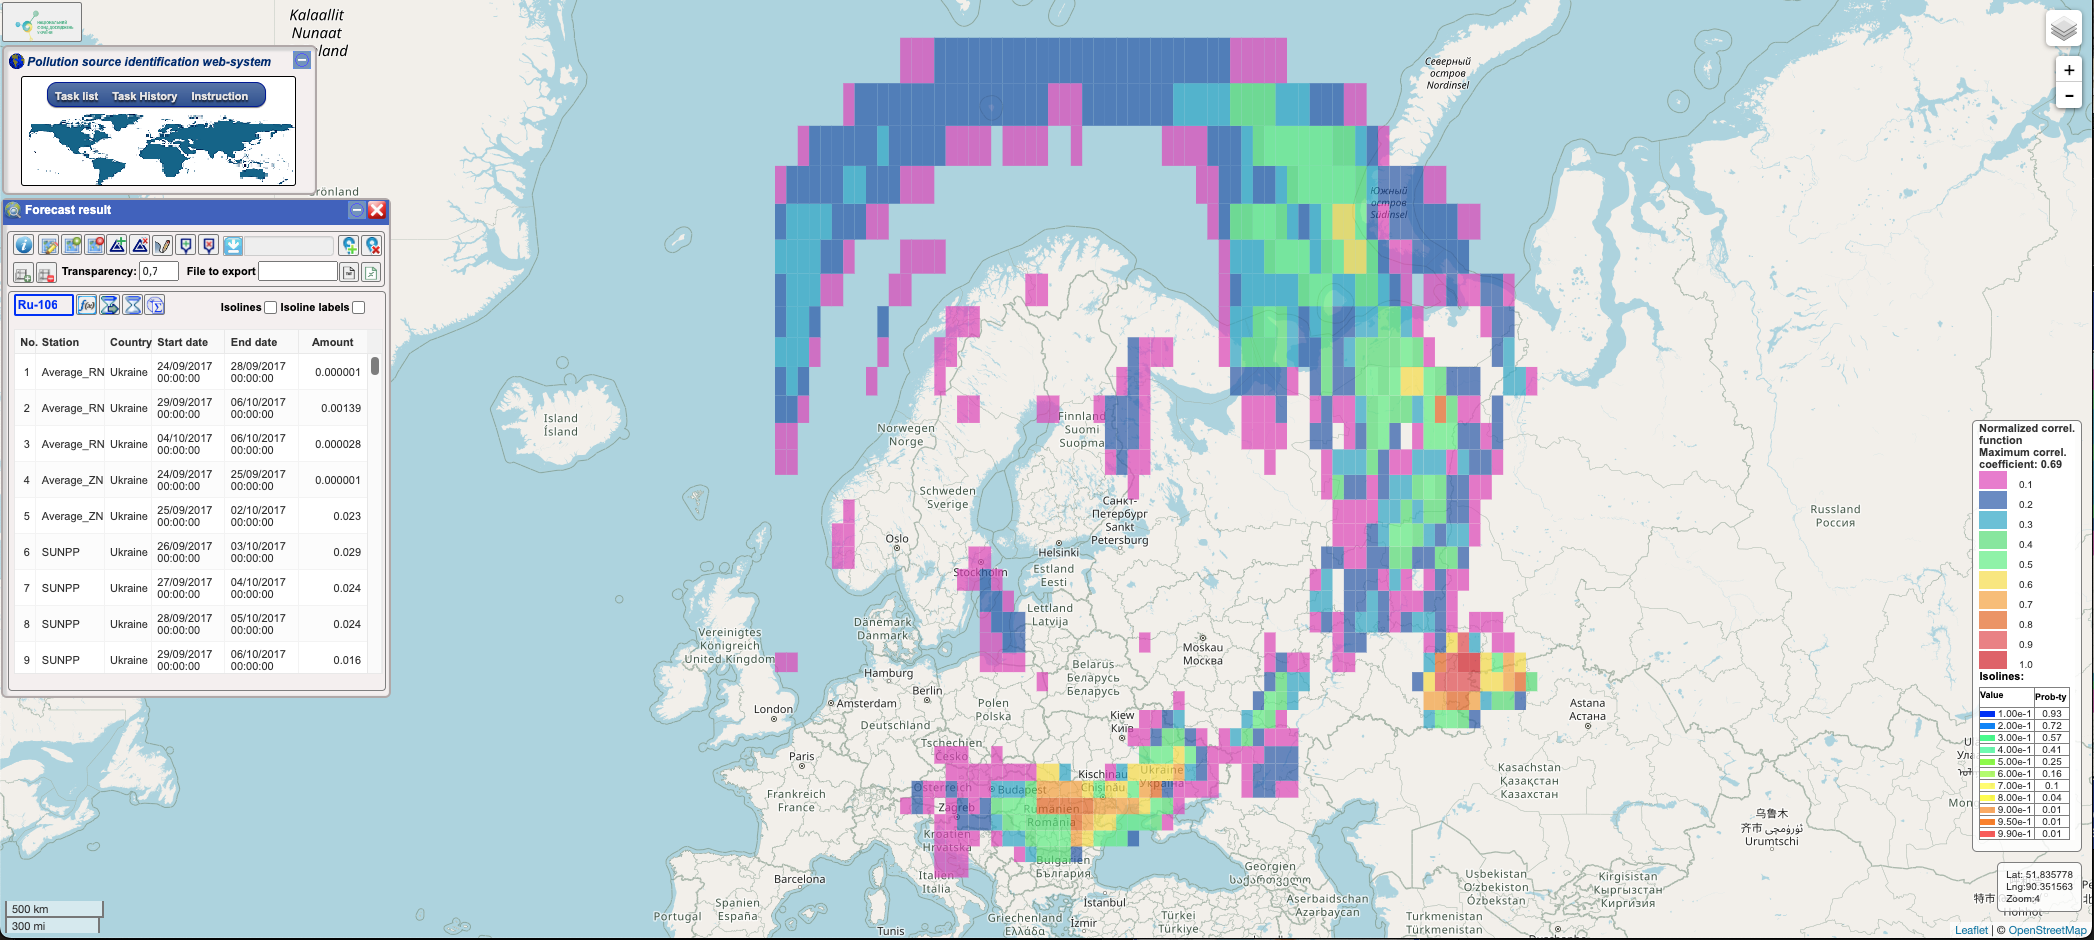 Pollution source identification web-system
Task list Task History Instruction
Forecast result
Transparency: 0,7 File to export
Ru-106
Isolines Isoline labels
No. Station Country Start date End date Amount
1 Average_RN Ukraine 24/09/2017 00:00:00 28/09/2017 00:00:00 0.000001
2 Average_RN Ukraine 29/09/2017 00:00:00 06/10/2017 00:00:00 0.00139
3 Average_RN Ukraine 04/10/2017 00:00:00 06/10/2017 00:00:00 0.000028
4 Average_ZN Ukraine 24/09/2017 00:00:00 25/09/2017 00:00:00 0.000001
5 Average_ZN Ukraine 25/09/2017 00:00:00 02/10/2017 00:00:00 0.023
6 SUNPP Ukraine 26/09/2017 00:00:00 03/10/2017 00:00:00 0.029
7 SUNPP Ukraine 27/09/2017 00:00:00 04/10/2017 00:00:00 0.024
8 SUNPP Ukraine 28/09/2017 00:00:00 05/10/2017 00:00:00 0.024
9 SUNPP Ukraine 29/09/2017 00:00:00 06/10/2017 00:00:00 0.016
500 km
300 mi
Kalaallit
Nunaat
Северный
остров
Nordinsel
Южный
остров
Südinsel
Island
Ísland
Norwegen
Norge
Finnland
Suomi
Schweden
Sverige
Санкт-
Петербург
Sankt
Petersburg
Oslo
Helsinki
Stockholm
Estland
Eesti
Lettland
Latvija
Dänemark
Danmark
Vereinigtes
Königreich
United Kingdom
Москва
Moskau
Hamburg
Belarus
Беларусь
Berlin
Amsterdam
London
Polen
Polska
Deutschland
Kiew
Київ
Tschechien
Česko
Paris
Kischinau
Chișinău
Ukraine
Україна
Österreich
Budapest
Frankreich
France
Zagreb
Rumänien
România
Kroatien
Hrvatska
Bulgarien
България
Italien
Italia
Barcelona
Spanien
España
Portugal
Tunis
Griechenland
Ελλάδα
İstanbul
İzmir
Türkei
Türkiye
Georgien
საქართველო
Aserbaidschan
Azərbaycan
Usbekistan
Oʻzbekiston
Turkmenistan
Türkmenistan
Kirgisistan
Кыргызстан
Киргизия
Kasachstan
Қазақстан
Казахстан
Astana
Астана
Russland
Россия
乌鲁木
齐市 ئۈرۈمچى
Urumtschi
Normalized correl.
function
Maximum correl.
coefficient: 0.69
0.1
0.2
0.3
0.4
0.5
0.6
0.7
0.8
0.9
1.0
Isolines:
Value Prob-ty
1.00e-1 0.93
2.00e-1 0.72
3.00e-1 0.57
4.00e-1 0.41
5.00e-1 0.25
6.00e-1 0.16
7.00e-1 0.1
8.00e-1 0.04
9.00e-1 0.01
9.50e-1 0.01
9.90e-1 0.01
Lat: 51.835778
Lng:90.351563
Zoom:4
Leaflet | © OpenStreetMap